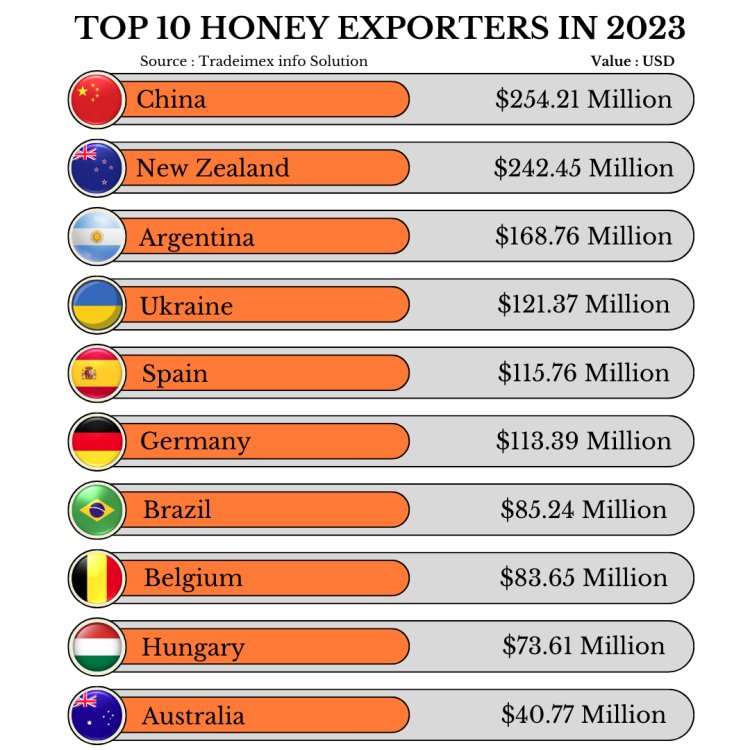 TOP 10 HONEY EXPORTERS IN 2023
Source : Tradeimex info Solution Value : USD
China $254.21 Million
New Zealand $242.45 Million
Argentina $168.76 Million
Ukraine $121.37 Million
Spain $115.76 Million
Germany $113.39 Million
Brazil $85.24 Million
Belgium $83.65 Million
Hungary $73.61 Million
Australia $40.77 Million